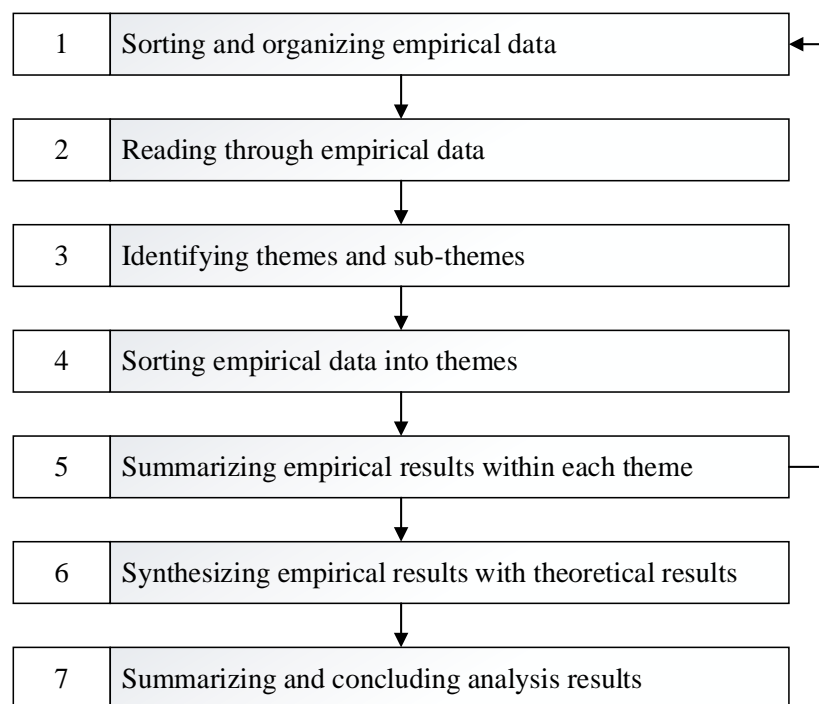 1 Sorting and organizing empirical data
2 Reading through empirical data
3 Identifying themes and sub-themes
4 Sorting empirical data into themes
5 Summarizing empirical results within each theme
6 Synthesizing empirical results with theoretical results
7 Summarizing and concluding analysis results